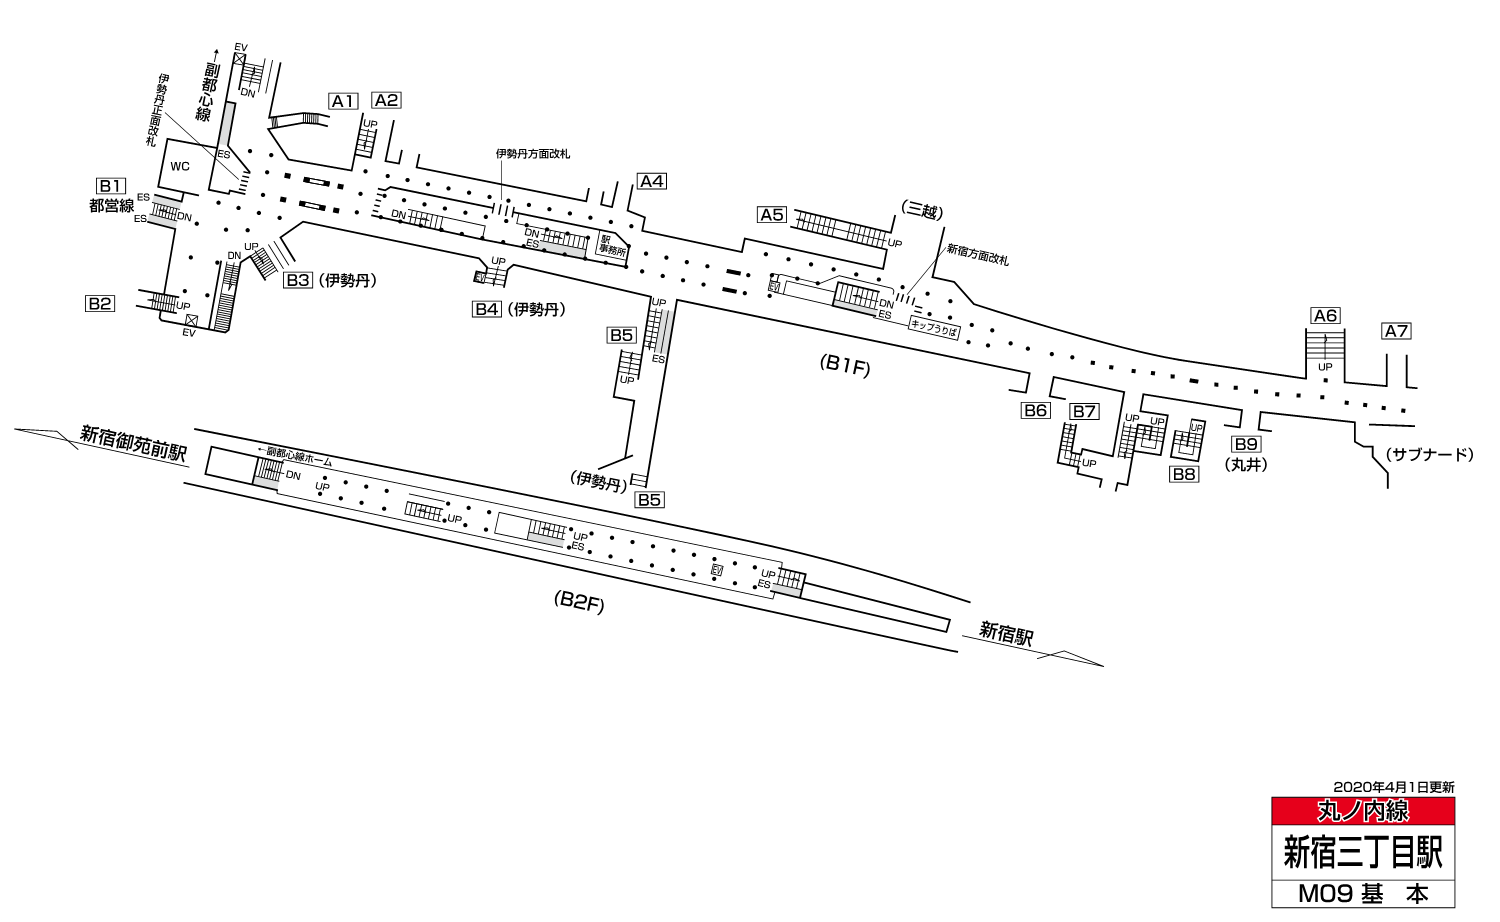 EV
→副都心線
DN
伊勢丹正面改札
A1
A2
UP
ES
WC
伊勢丹方面改札
A4
B1
都営線
ES
ES
DN
A5
(三越)
UP
DN
DN
ES
駅
事務所
新宿方面改札
UP
DN
B3
(伊勢丹)
UP
EV
B4
(伊勢丹)
EV
DN
ES
キップうりば
B2
UP
EV
UP
ES
B5
UP
(B1F)
A6
UP
A7
B6
B7
UP
UP
UP
UP
B8
B9
(丸井)
(サブナード)
(伊勢丹)
B5
新宿御苑前駅
←副都心線ホーム
DN
UP
UP
UP
ES
EV
UP
ES
(B2F)
新宿駅
2020年4月1日更新
丸ノ内線
新宿三丁目駅
M09 基 本